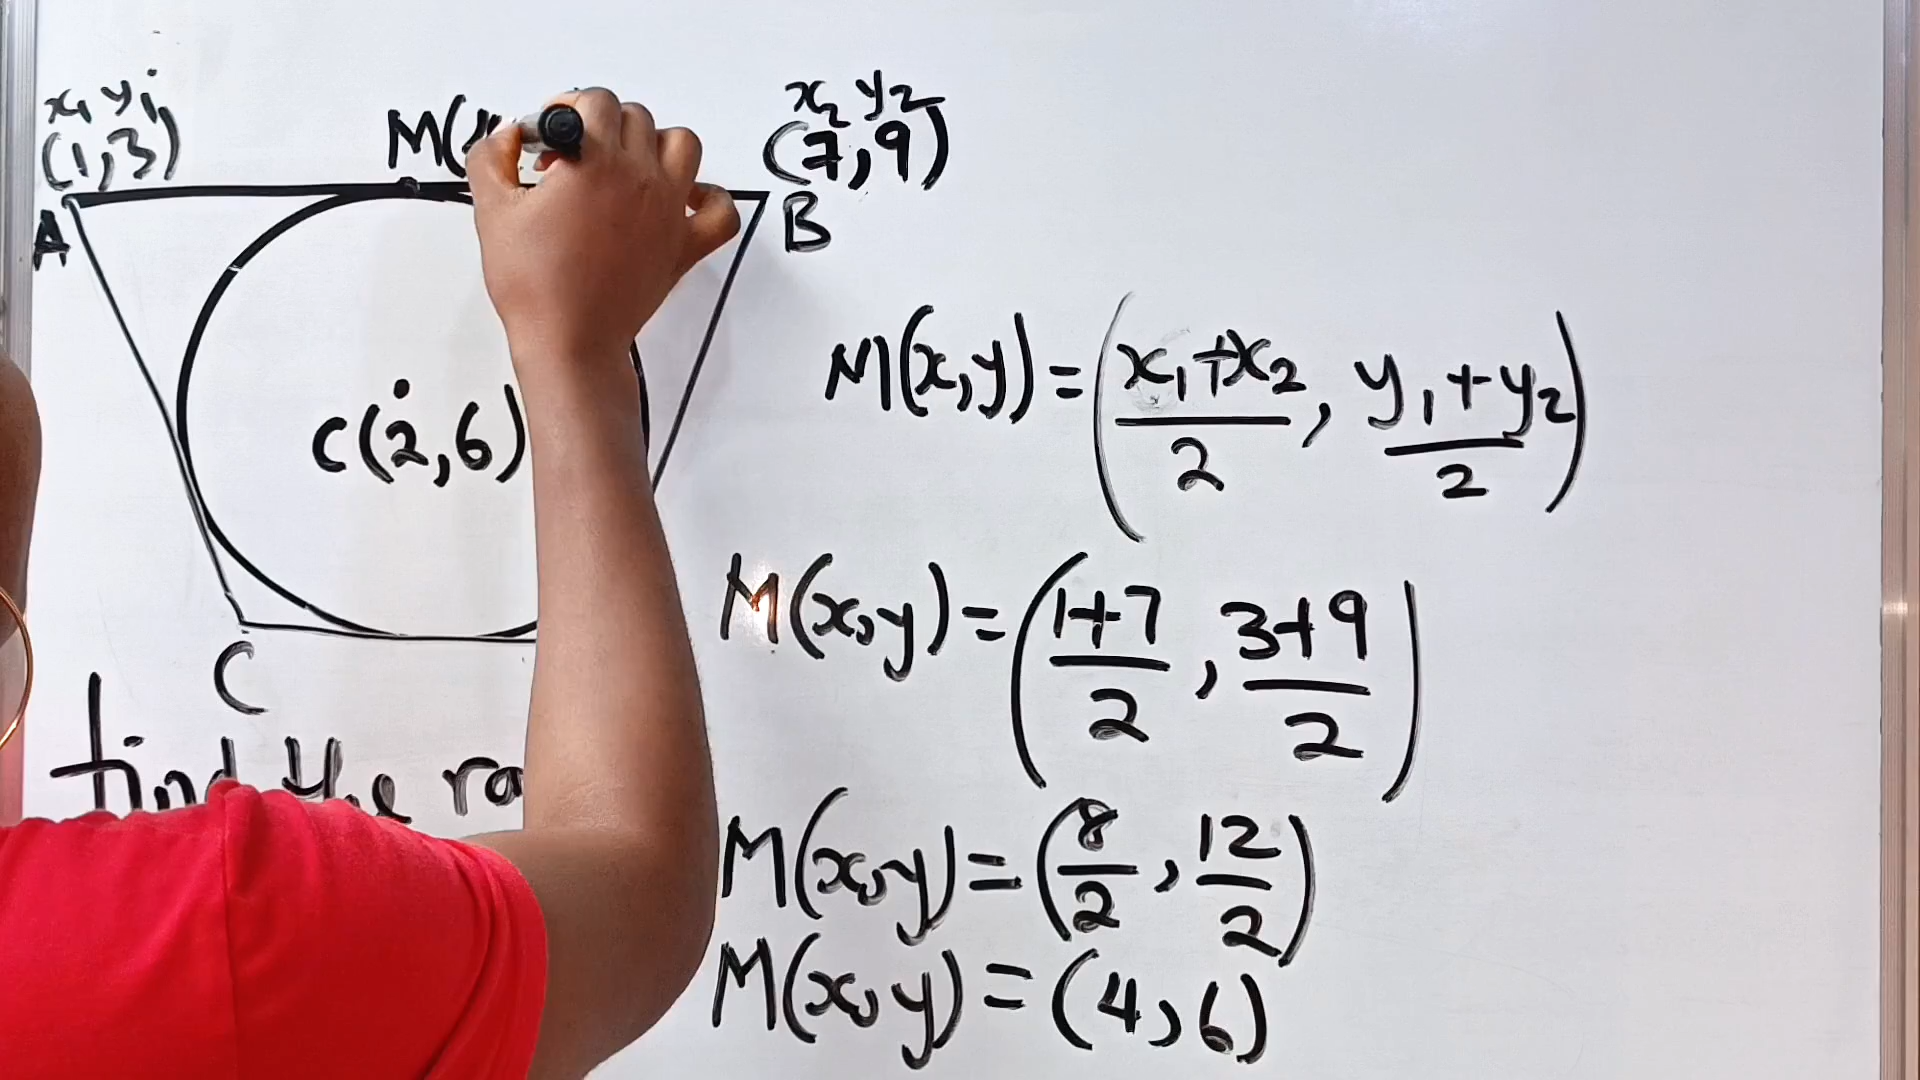 x₁ y₁
(1,3)
M(4
x₂ y₂
(7,9)
A
B
C(2,6)
C
find the
M(x,y) = (x₁+x₂/2, y₁+y₂/2)
M(x,y) = (1+7/2, 3+9/2)
M(x,y) = (8/2, 12/2)
M(x,y) = (4,6)